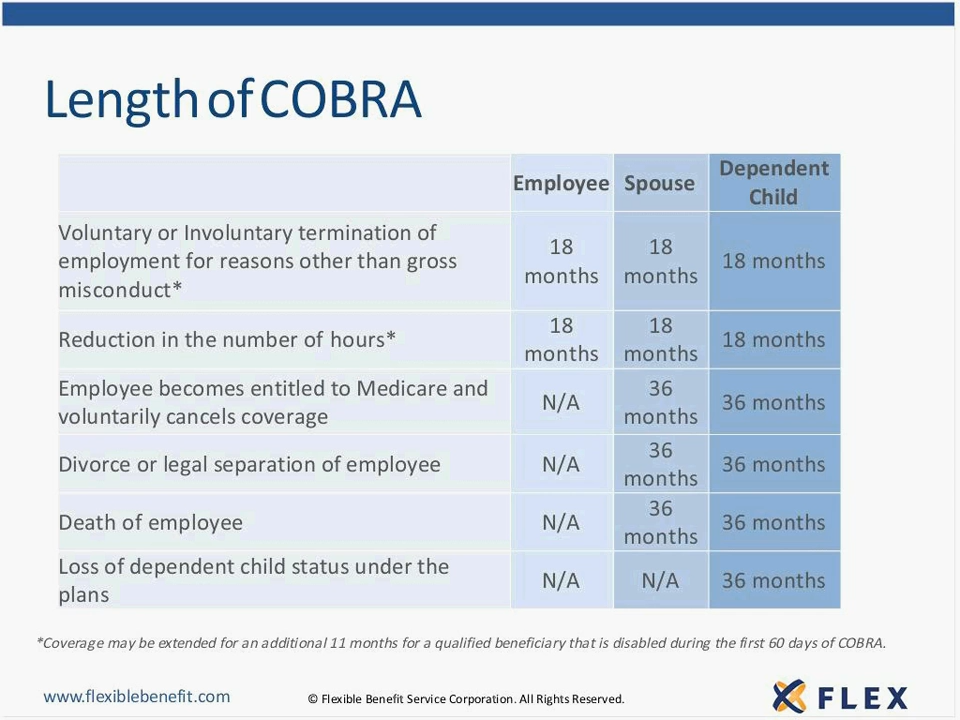 Length of COBRA
Employee Spouse Dependent
Child
Voluntary or Involuntary termination of
employment for reasons other than gross
misconduct*
18
months
18
months
18 months
Reduction in the number of hours*
18
months
18
months
18 months
Employee becomes entitled to Medicare and
voluntarily cancels coverage
N/A
36
months
36 months
Divorce or legal separation of employee
N/A
36
months
36 months
Death of employee
N/A
36
months
36 months
Loss of dependent child status under the
plans
N/A
N/A
36 months
*Coverage may be extended for an additional 11 months for a qualified beneficiary that is disabled during the first 60 days of COBRA.
www.flexiblebenefit.com
© Flexible Benefit Service Corporation. All Rights Reserved.
FLEX